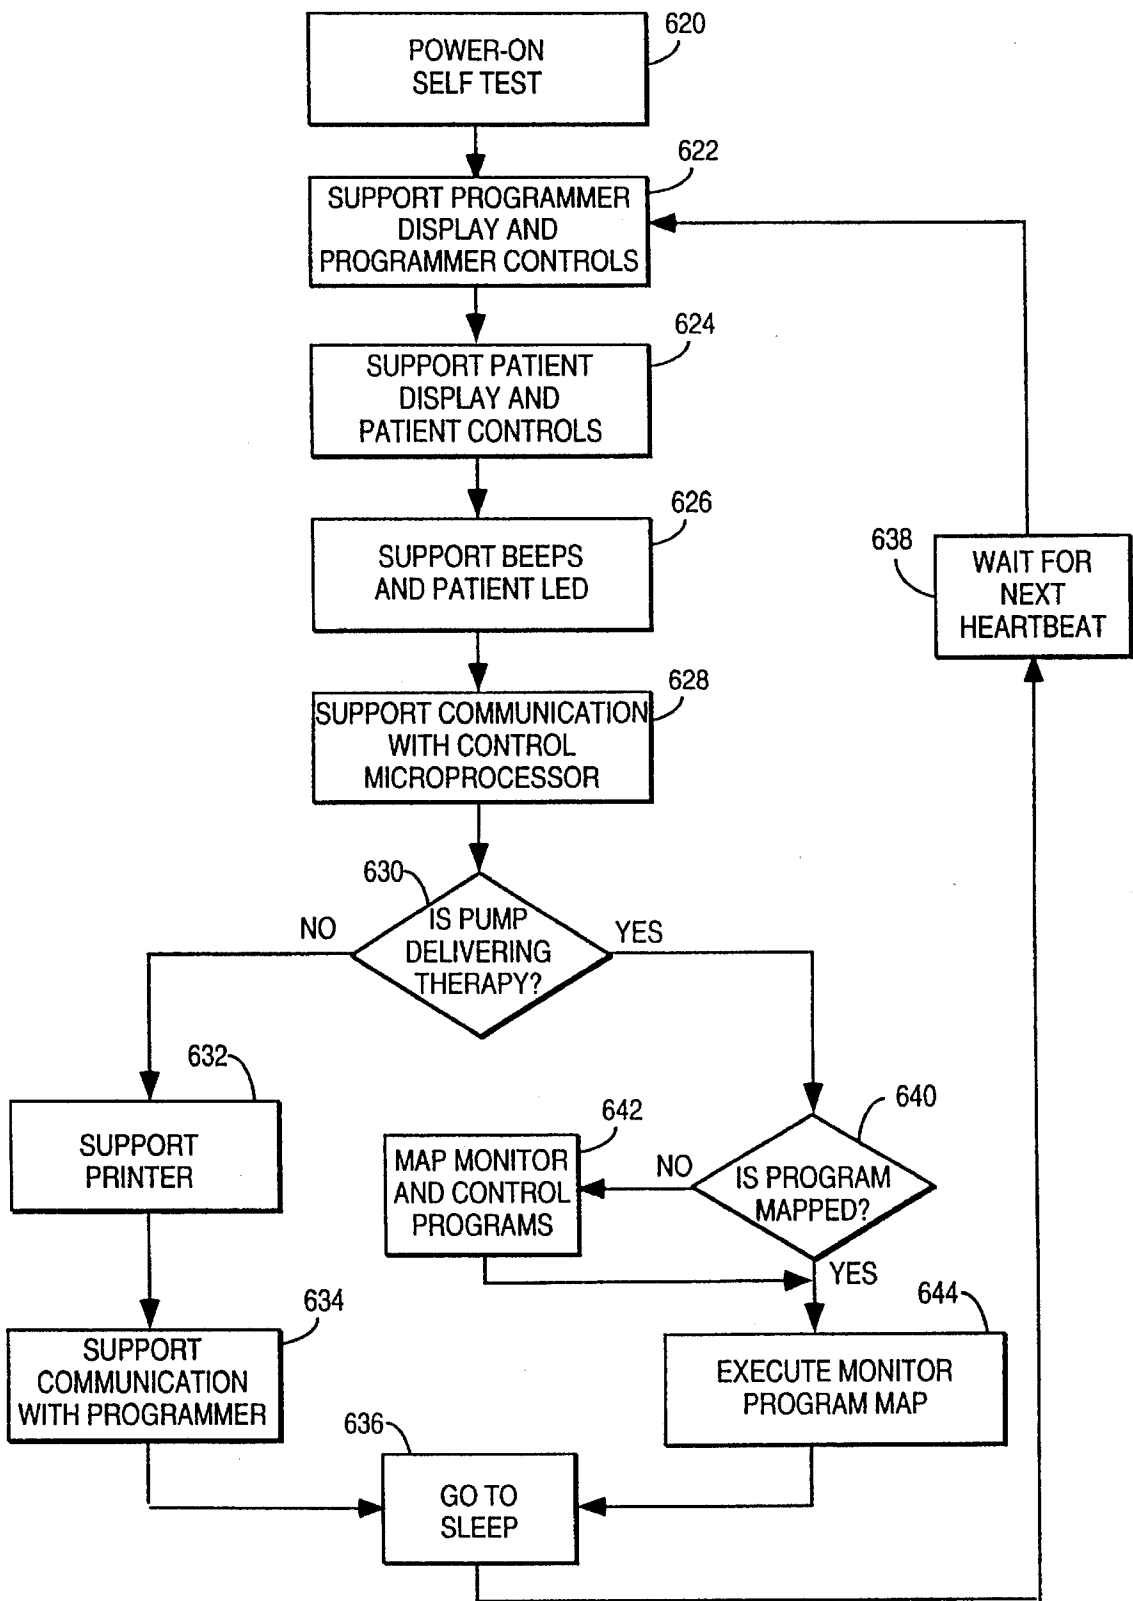 620
POWER-ON
SELF TEST
622
SUPPORT PROGRAMMER
DISPLAY AND
PROGRAMMER CONTROLS
624
SUPPORT PATIENT
DISPLAY AND
PATIENT CONTROLS
626
SUPPORT BEEPS
AND PATIENT LED
638
WAIT FOR
NEXT
HEARTBEAT
628
SUPPORT COMMUNICATION
WITH CONTROL
MICROPROCESSOR
630
IS PUMP
DELIVERING
THERAPY?
NO
YES
632
SUPPORT
PRINTER
640
IS PROGRAM
MAPPED?
NO
YES
642
MAP MONITOR
AND CONTROL
PROGRAMS
634
SUPPORT
COMMUNICATION
WITH PROGRAMMER
644
EXECUTE MONITOR
PROGRAM MAP
636
GO TO
SLEEP